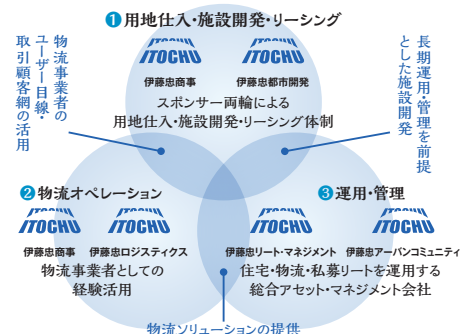 ❶用地仕入・施設開発・リーシング
ITOCHU
ITOCHU
伊藤忠商事
伊藤忠都市開発
スポンサー両輪による
用地仕入・施設開発・リーシング体制
物流事業者の
ユーザー目線・
取引顧客網の活用
長期運用・管理を前提
とした施設開発
❷物流オペレーション
ITOCHU
ITOCHU
伊藤忠商事
伊藤忠ロジスティクス
物流事業者としての
経験活用
❸運用・管理
ITOCHU
ITOCHU
伊藤忠リート・マネジメント
伊藤忠アーバンコミュニティ
住宅・物流・私募リートを運用する
総合アセット・マネジメント会社
物流ソリューションの提供